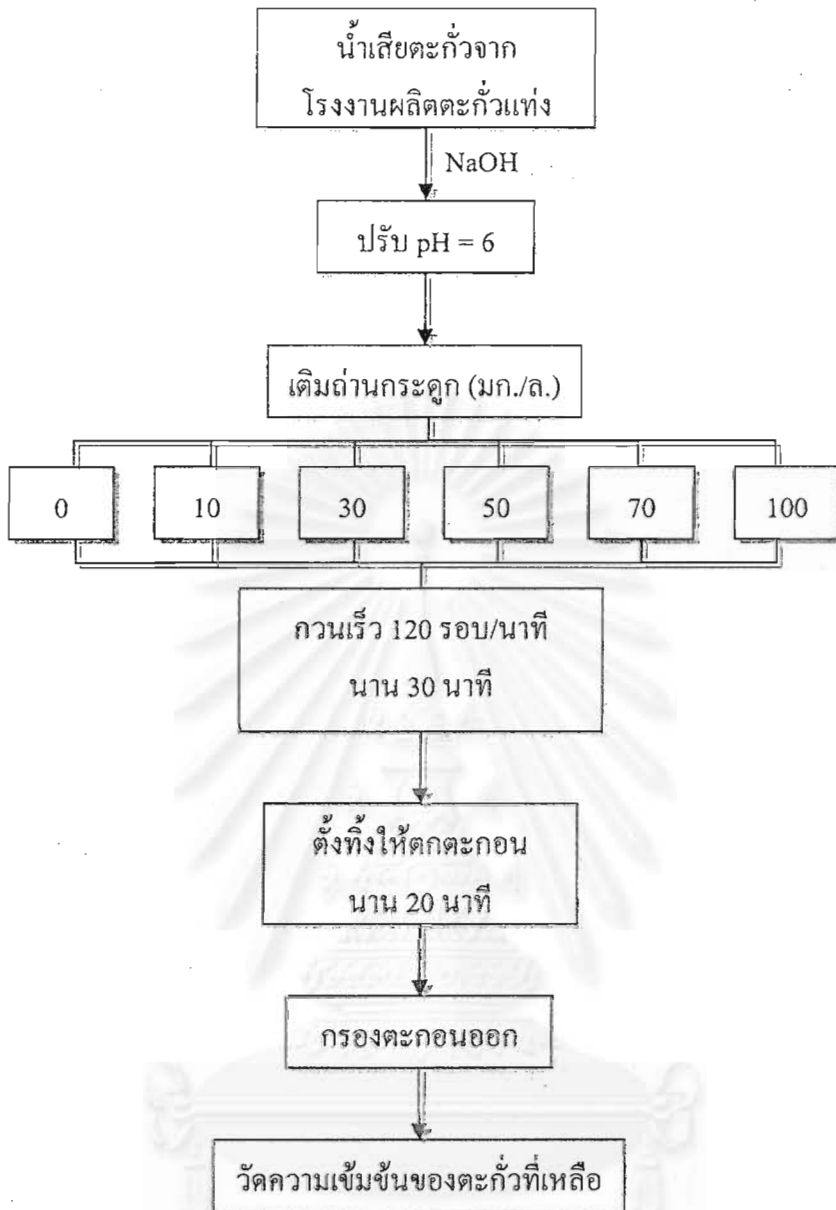 น้ำเสียตะกั่วจาก
โรงงานผลิตตะกั่วแท่ง
NaOH
ปรับ pH = 6
เติมถ่านกระดูก (มก./ล.)
0 10 30 50 70 100
กวนเร็ว 120 รอบ/นาที
นาน 30 นาที
ตั้งทิ้งให้ตกตะกอน
นาน 20 นาที
กรองตะกอนออก
วัดความเข้มข้นของตะกั่วที่เหลือ